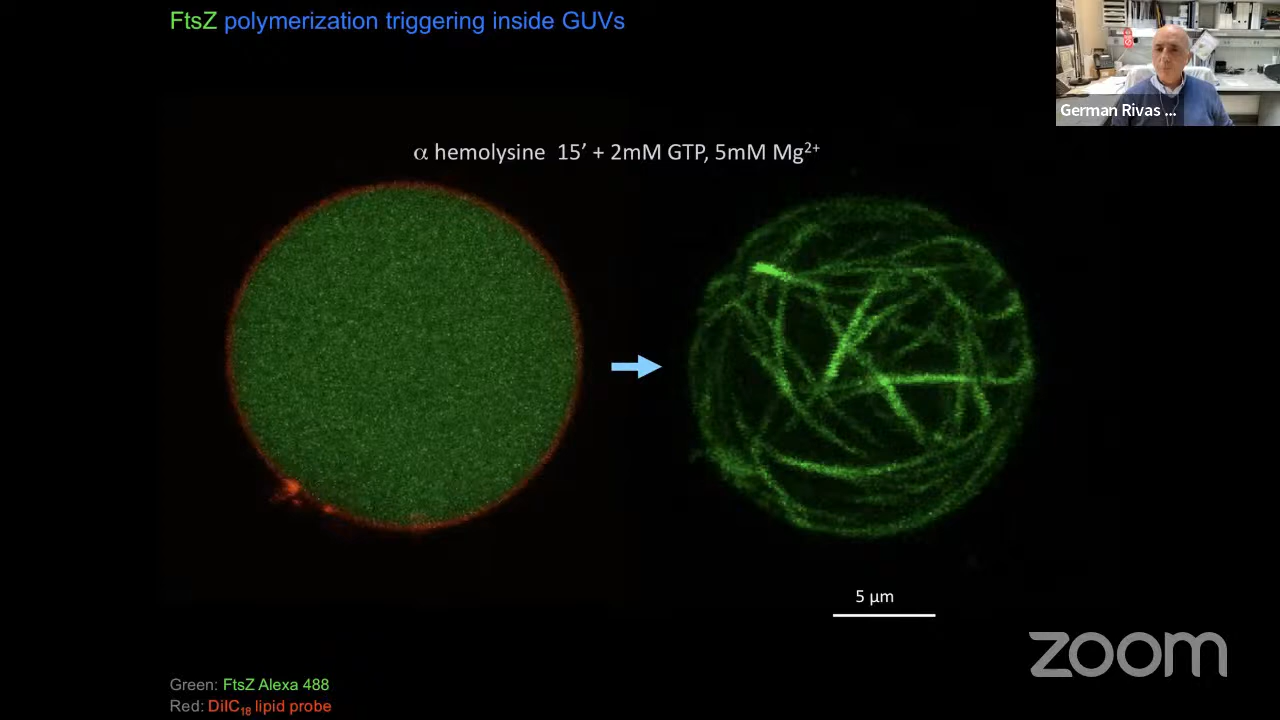 FtsZ polymerization triggering inside GUVs
German Rivas ...
α hemolysine 15′ + 2mM GTP, 5mM Mg²⁺
5 µm
zoom
Green: FtsZ Alexa 488
Red: DiIC₁₈ lipid probe